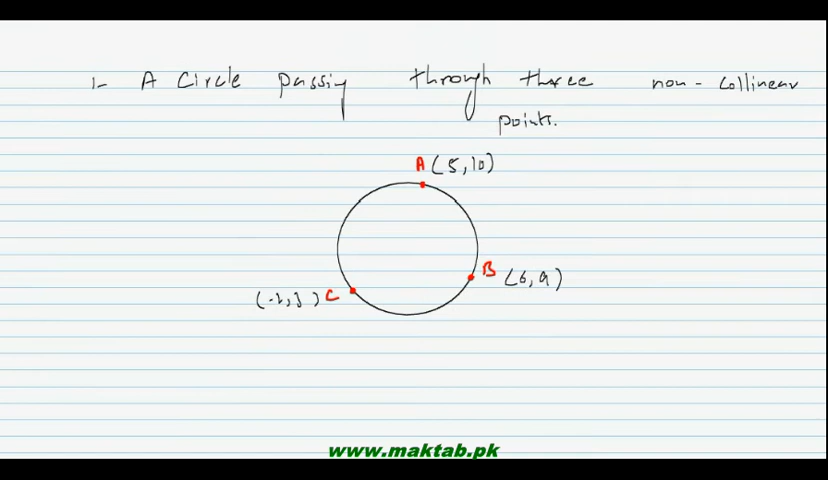 1- A Circle passing through three non-collinear
points.
A (5,10)
B (6,9)
C
www.maktab.pk